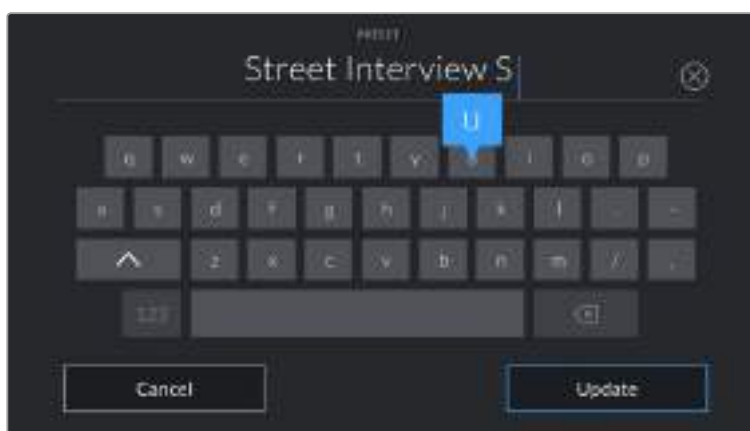 PRESET
Street Interview S
U
q w e r t y u i o p
a s d f g h j k l . -
z x c v b n m / ,
123
Cancel
Update